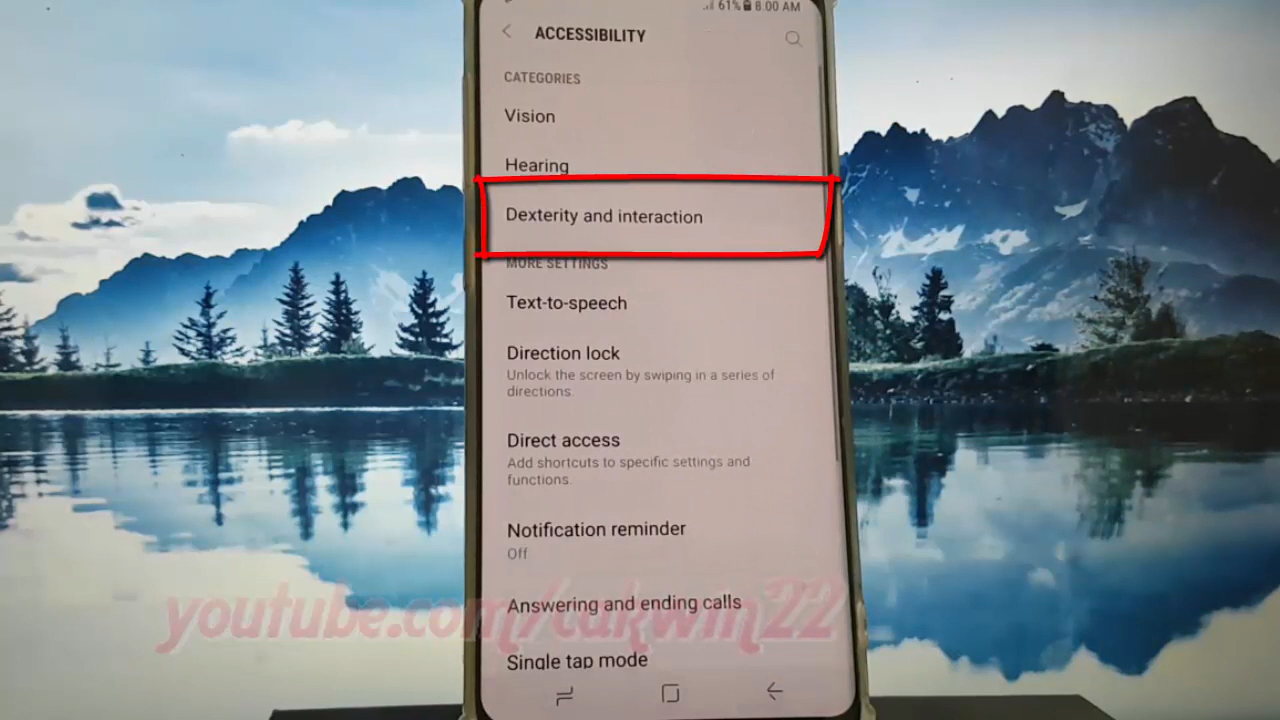 61% 8.00 AM
ACCESSIBILITY
CATEGORIES
Vision
Hearing
Dexterity and interaction
MORE SETTINGS
Text-to-speech
Direction lock
Unlock the screen by swiping in a series of
directions.
Direct access
Add shortcuts to specific settings and
functions.
Notification reminder
Off
Answering and ending calls
youtube.com/cakwin22
Single tap mode